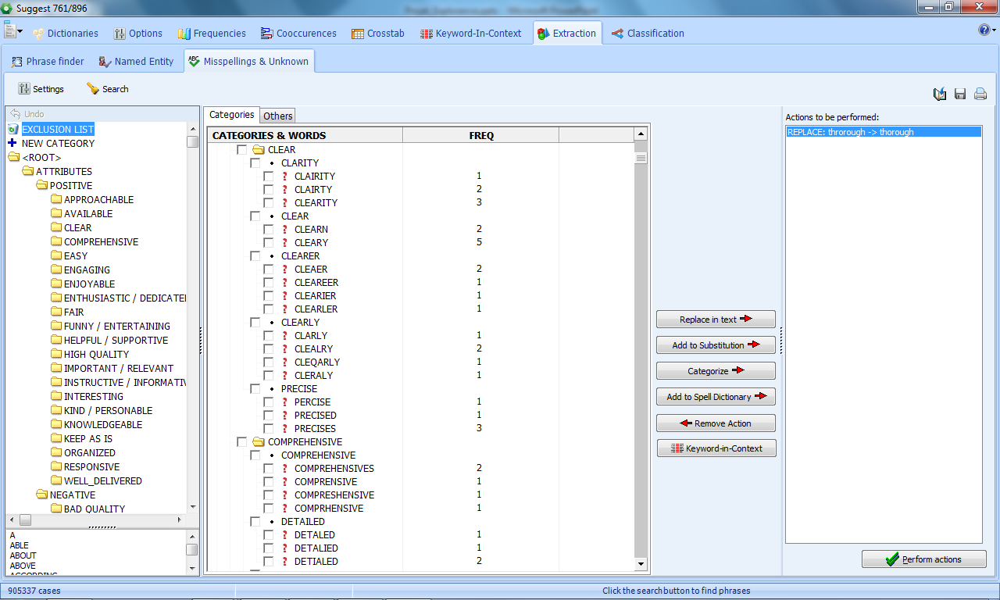 Suggest 761/896
Dictionaries Options Frequencies Cooccurences Crosstab Keyword-In-Context Extraction Classification
Phrase finder Named Entity Misspellings & Unknown
Settings Search
Undo
EXCLUSION LIST
NEW CATEGORY
<ROOT>
ATTRIBUTES
POSITIVE
APPROACHABLE
AVAILABLE
CLEAR
COMPREHENSIVE
EASY
ENGAGING
ENJOYABLE
ENTHUSIASTIC / DEDICATE
FAIR
FUNNY / ENTERTAINING
HELPFUL / SUPPORTIVE
HIGH QUALITY
IMPORTANT / RELEVANT
INSTRUCTIVE / INFORMATIV
INTERESTING
KIND / PERSONABLE
KNOWLEDGEABLE
KEEP AS IS
ORGANIZED
RESPONSIVE
WELL_DELIVERED
NEGATIVE
BAD QUALITY
A
ABLE
ABOUT
ABOVE
ACCORDING
Categories Others
CATEGORIES & WORDS FREQ
CLEAR
• CLARITY
? CLAIRITY 1
? CLAIRTY 2
? CLEARITY 3
• CLEAR
? CLEARN 2
? CLEARY 5
• CLEARER
? CLEAER 2
? CLEAREER 1
? CLEARIER 1
? CLEARLER 1
• CLEARLY
? CLARLY 1
? CLEALRY 2
? CLEQARLY 1
? CLERALY 1
• PRECISE
? PERCISE 1
? PRECISED 1
? PRECISES 3
COMPREHENSIVE
• COMPREHENSIVE
? COMPREHENSIVES 2
? COMPRENSIVE 1
? COMPRESHENSIVE 1
? COMPRHENSIVE 1
• DETAILED
? DETALED 1
? DETALIED 1
? DETIALED 2
Replace in text
Add to Substitution
Categorize
Add to Spell Dictionary
Remove Action
Keyword-in-Context
Actions to be performed:
REPLACE: throrough -> thorough
Perform actions
905337 cases
Click the search button to find phrases